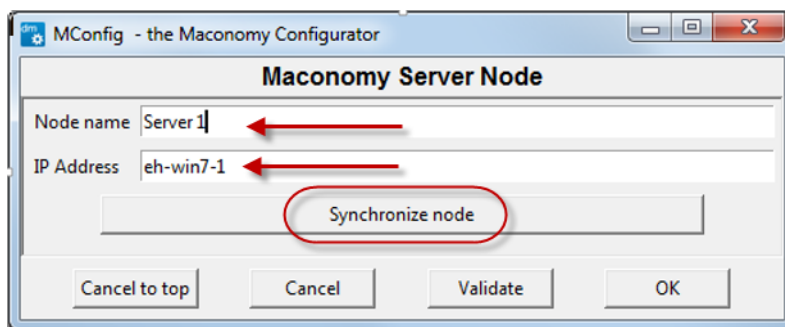 dm
MConfig - the Maconomy Configurator
Maconomy Server Node
Node name Server 1
IP Address eh-win7-1
Synchronize node
Cancel to top Cancel Validate OK